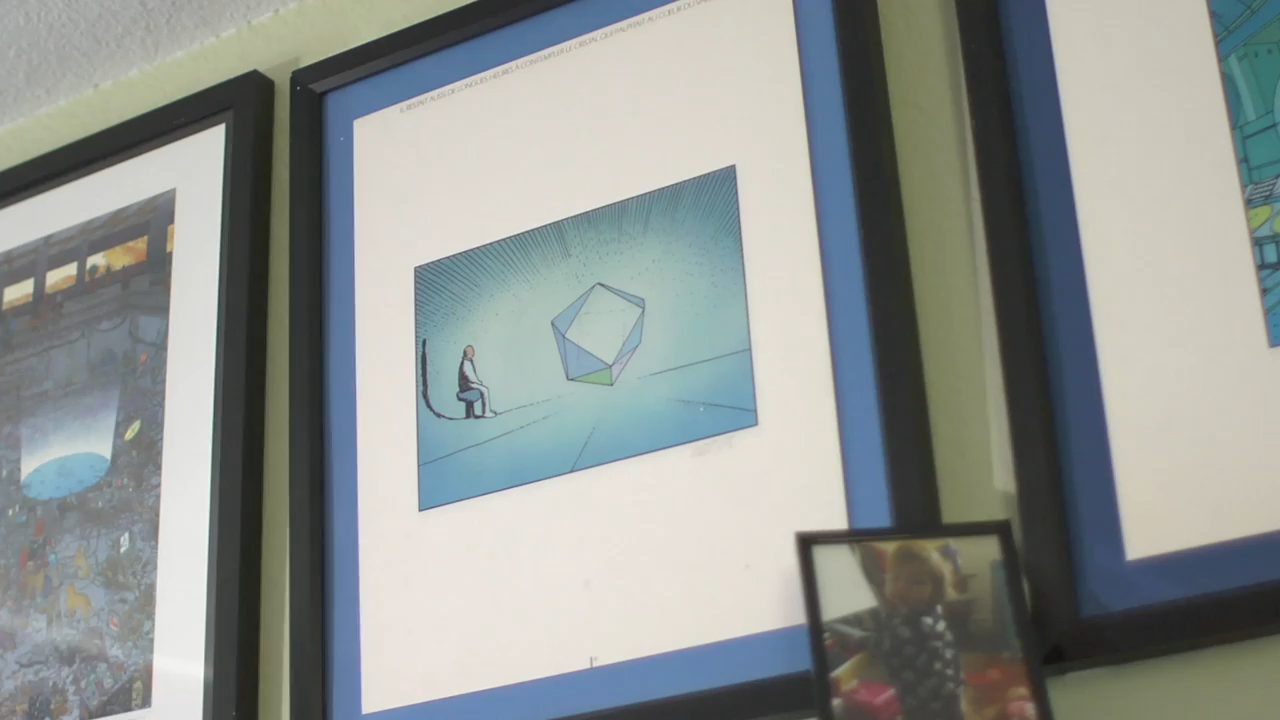 IL RESTAIT AUSSI DE LONGUES HEURES À CONTEMPLER LE CRISTAL QUI PALPITAIT AU COEUR DU